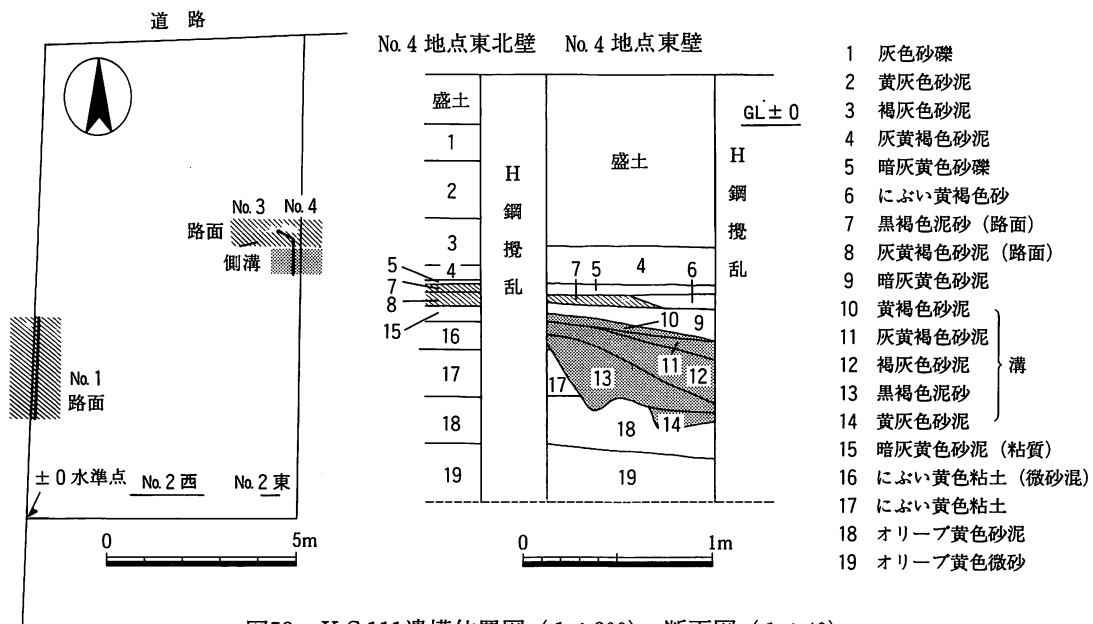 道路
No.3 No.4
路面
側溝
No.1
路面
±0水準点
No.2西 No.2東
0 5m
No.4地点東北壁 No.4地点東壁
盛土
1
2
3
4
5
7
8
15
16
17
18
19
H鋼攪乱
盛土
7 5 4 6
10 9
11 12
13
17
14
18
19
H鋼攪乱
GL±0
0 1m
1 灰色砂礫
2 黄灰色砂泥
3 褐灰色砂泥
4 灰黄褐色砂泥
5 暗灰黄色砂礫
6 にぶい黄褐色砂
7 黒褐色泥砂(路面)
8 灰黄褐色砂泥(路面)
9 暗灰黄色砂泥
10 黄褐色砂泥
11 灰黄褐色砂泥
12 褐灰色砂泥
13 黒褐色泥砂
14 黄灰色砂泥
溝
15 暗灰黄色砂泥(粘質)
16 にぶい黄色粘土(微砂混)
17 にぶい黄色粘土
18 オリーブ黄色砂泥
19 オリーブ黄色微砂